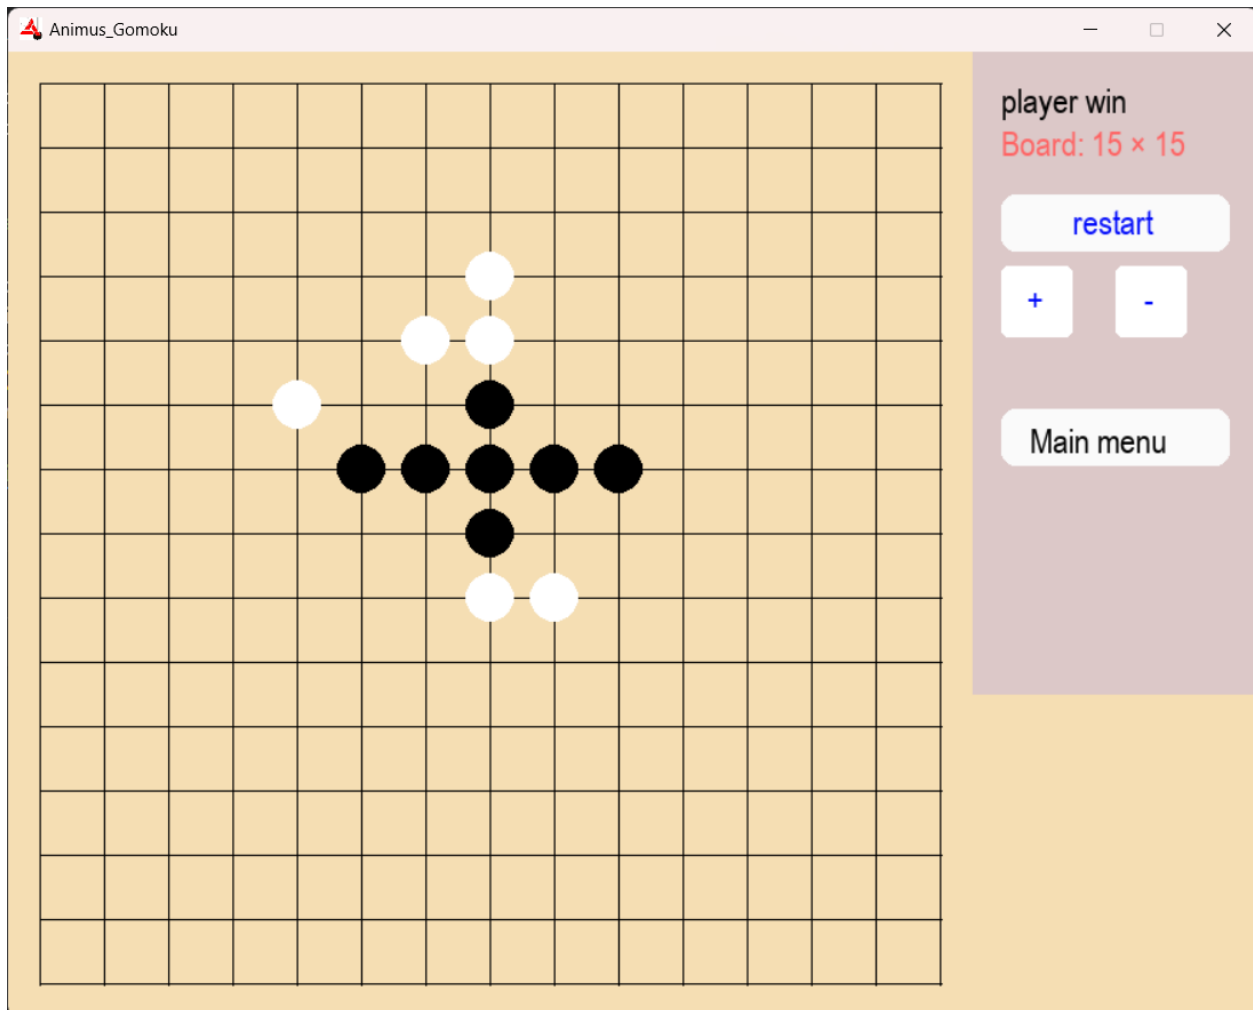 Animus_Gomoku
player win
Board: 15 × 15
restart
+
-
Main menu